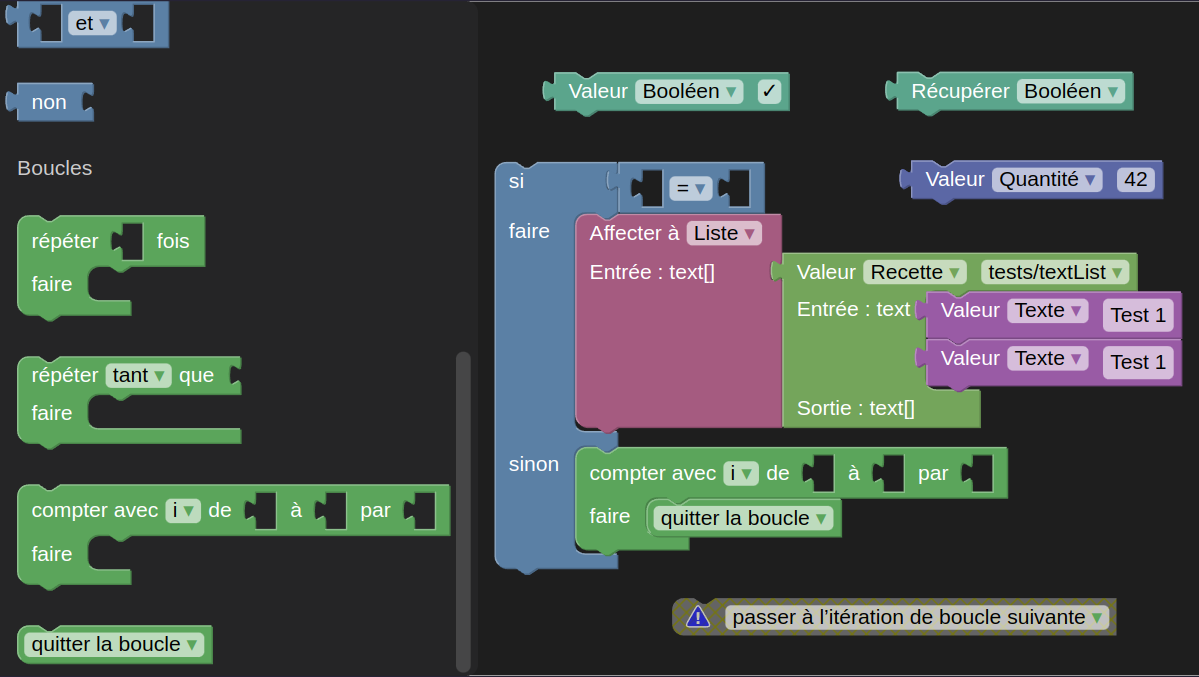 et ▾
non
Boucles
répéter fois
faire
répéter tant ▾ que
faire
compter avec i ▾ de à par
faire
quitter la boucle ▾
Valeur Booléen ▾ ✓
Récupérer Booléen ▾
Valeur Quantité ▾ 42
si = ▾
faire Affecter à Liste ▾
Entrée : text[] Valeur Recette ▾ tests/textList ▾
Entrée : text Valeur Texte ▾ Test 1
Valeur Texte ▾ Test 1
Sortie : text[]
sinon compter avec i ▾ de à par
faire quitter la boucle ▾
! passer à l’itération de boucle suivante ▾